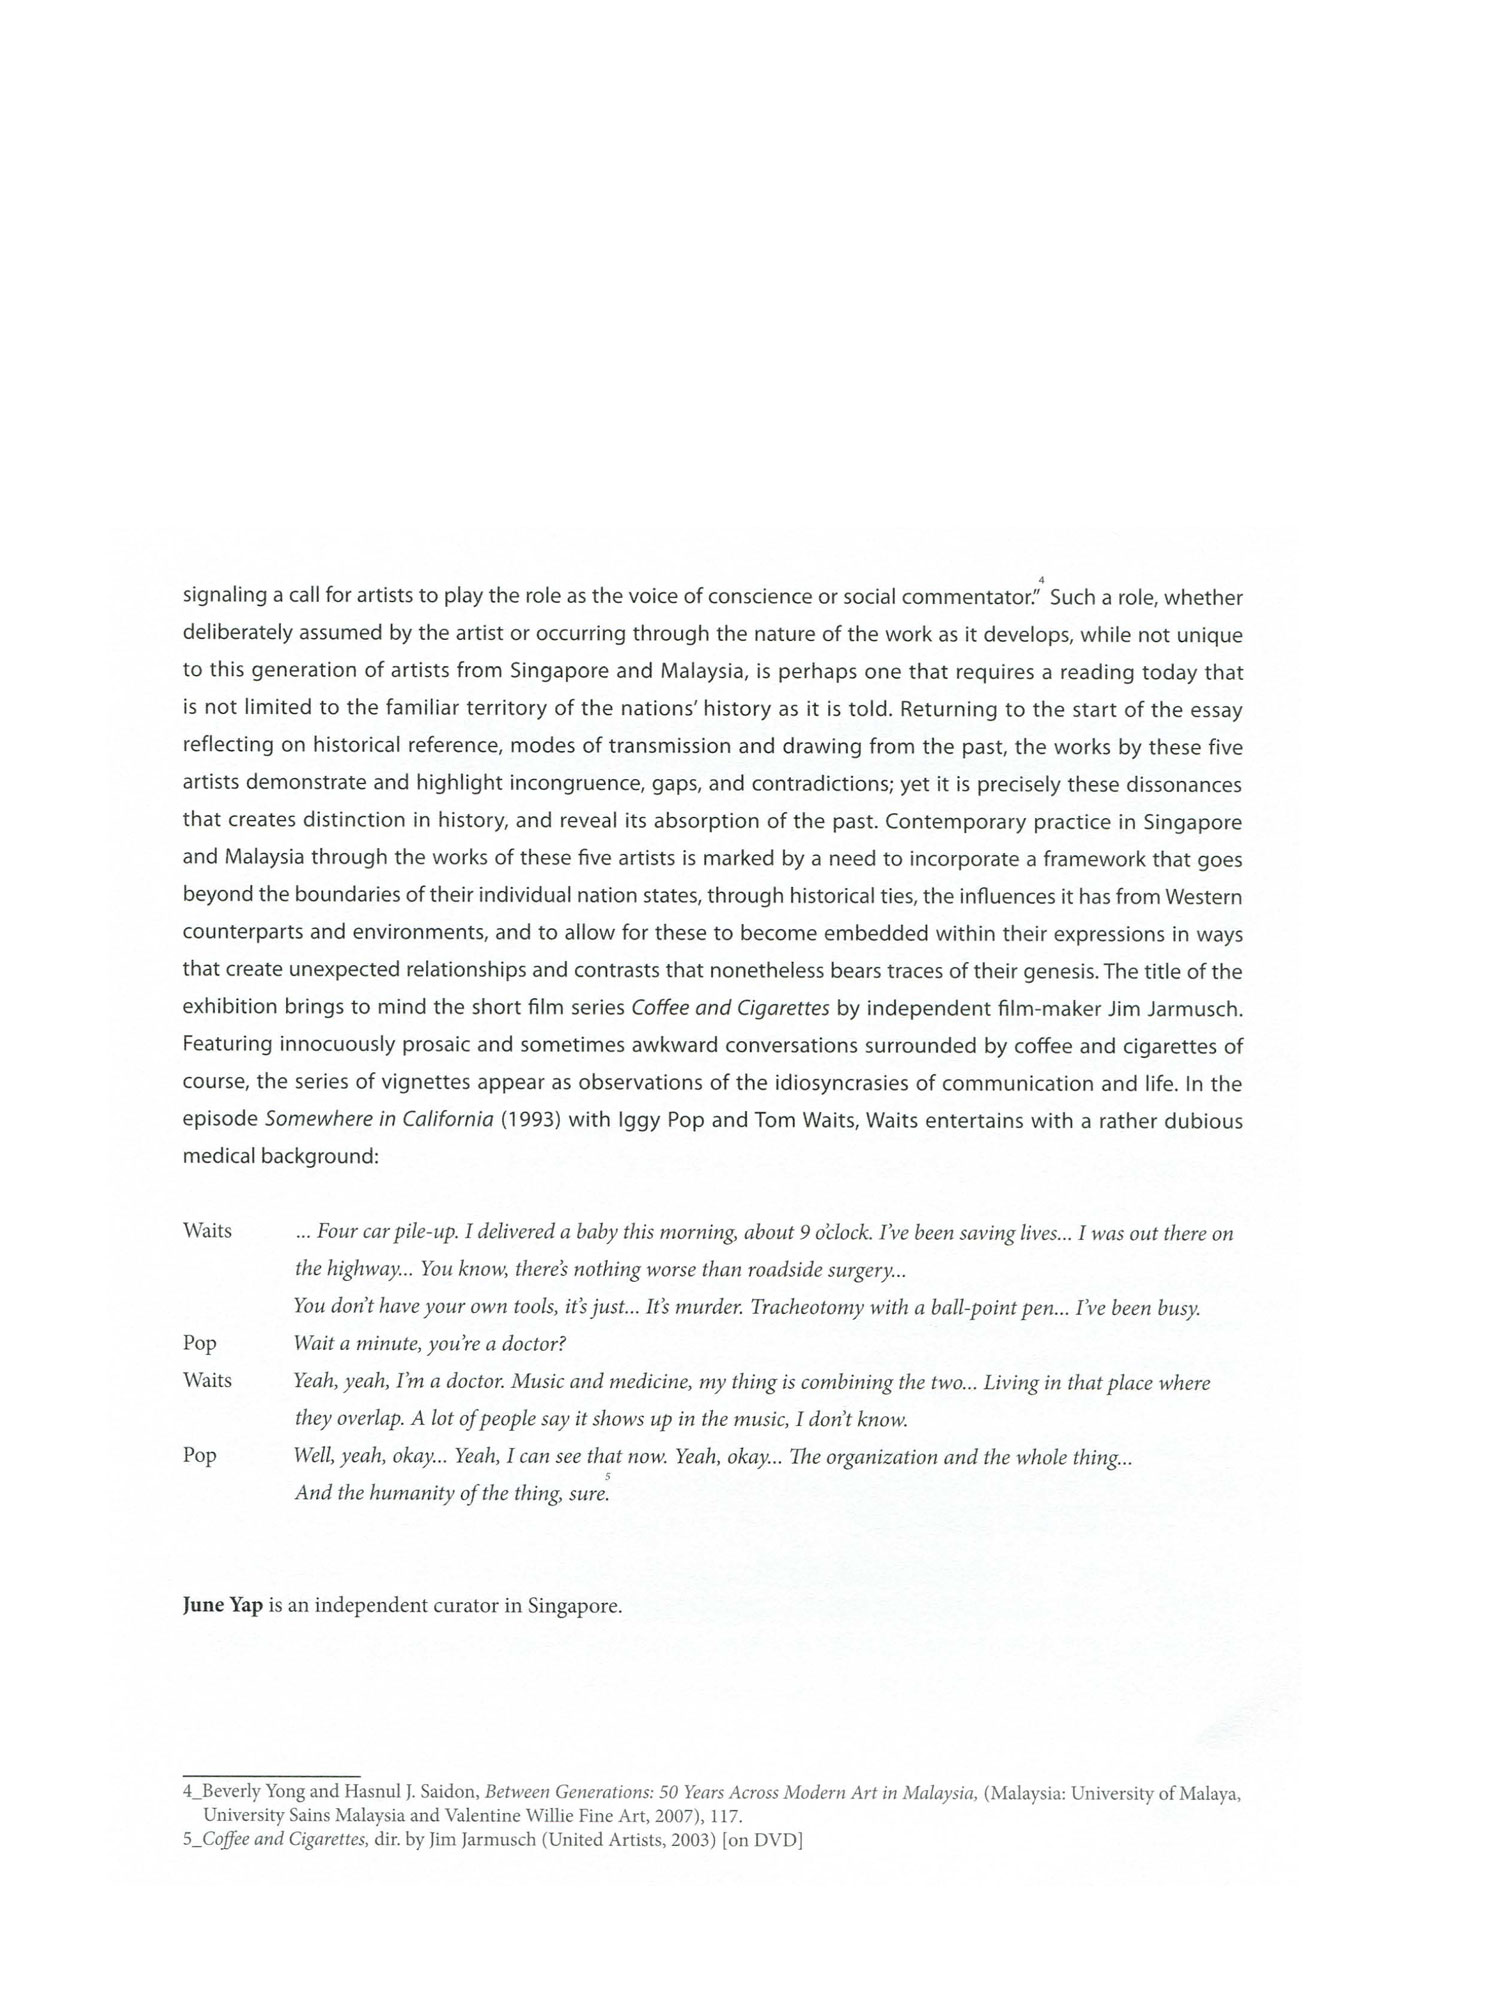 signaling a call for artists to play the role as the voice of conscience or social commentator.”4 Such a role, whether
deliberately assumed by the artist or occurring through the nature of the work as it develops, while not unique
to this generation of artists from Singapore and Malaysia, is perhaps one that requires a reading today that
is not limited to the familiar territory of the nations’ history as it is told. Returning to the start of the essay
reflecting on historical reference, modes of transmission and drawing from the past, the works by these five
artists demonstrate and highlight incongruence, gaps, and contradictions; yet it is precisely these dissonances
that creates distinction in history, and reveal its absorption of the past. Contemporary practice in Singapore
and Malaysia through the works of these five artists is marked by a need to incorporate a framework that goes
beyond the boundaries of their individual nation states, through historical ties, the influences it has from Western
counterparts and environments, and to allow for these to become embedded within their expressions in ways
that create unexpected relationships and contrasts that nonetheless bears traces of their genesis. The title of the
exhibition brings to mind the short film series Coffee and Cigarettes by independent film-maker Jim Jarmusch.
Featuring innocuously prosaic and sometimes awkward conversations surrounded by coffee and cigarettes of
course, the series of vignettes appear as observations of the idiosyncrasies of communication and life. In the
episode Somewhere in California (1993) with Iggy Pop and Tom Waits, Waits entertains with a rather dubious
medical background:
Waits ... Four car pile-up. I delivered a baby this morning, about 9 o’clock. I’ve been saving lives... I was out there on
the highway... You know, there’s nothing worse than roadside surgery...
You don’t have your own tools, it’s just... It’s murder. Tracheotomy with a ball-point pen... I’ve been busy.
Pop Wait a minute, you’re a doctor?
Waits Yeah, yeah, I’m a doctor. Music and medicine, my thing is combining the two... Living in that place where
they overlap. A lot of people say it shows up in the music, I don’t know.
Pop Well, yeah, okay... Yeah, I can see that now. Yeah, okay... The organization and the whole thing...
And the humanity of the thing, sure.5
June Yap is an independent curator in Singapore.
4_Beverly Yong and Hasnul J. Saidon, Between Generations: 50 Years Across Modern Art in Malaysia, (Malaysia: University of Malaya,
University Sains Malaysia and Valentine Willie Fine Art, 2007), 117.
5_Coffee and Cigarettes, dir. by Jim Jarmusch (United Artists, 2003) [on DVD]